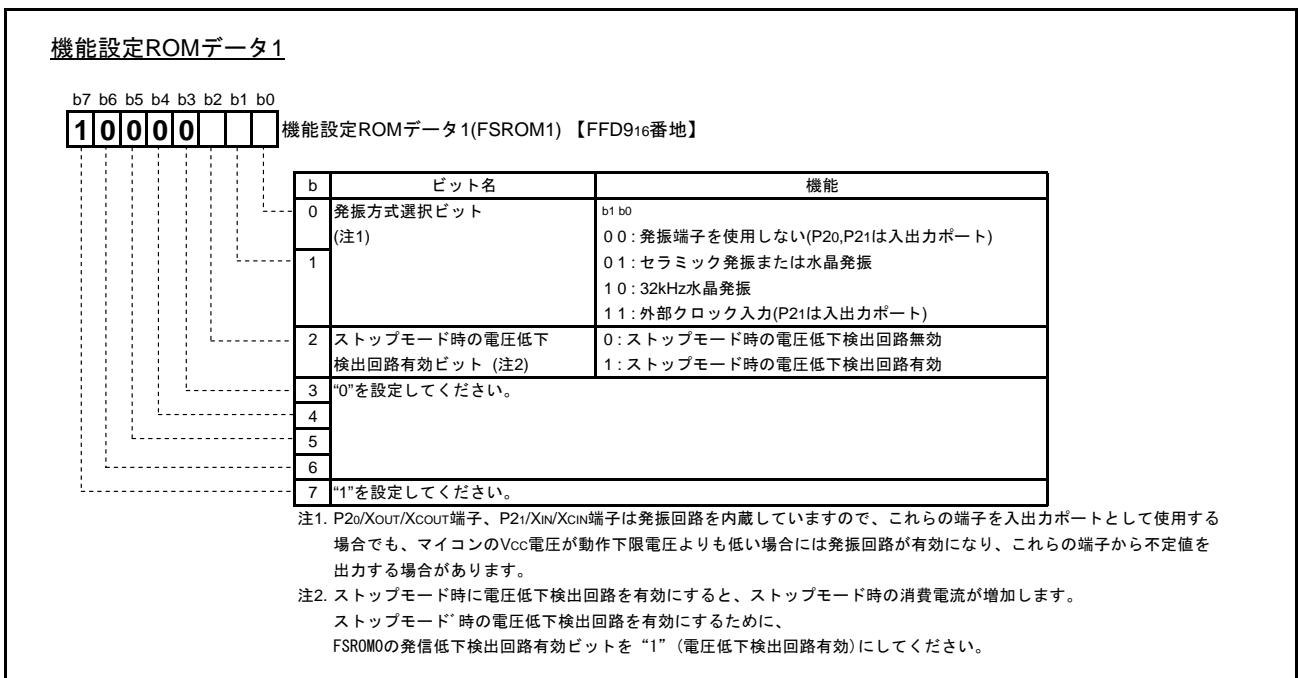 機能設定ROMデータ1
b7 b6 b5 b4 b3 b2 b1 b0
1 0 0 0 0
機能設定ROMデータ1(FSROM1) 【FFD916番地】
b ビット名 機能
0 発振方式選択ビット b1 b0
(注1) 0 0 : 発振端子を使用しない(P20,P21は入出力ポート)
1 0 1 : セラミック発振または水晶発振
1 0 : 32kHz水晶発振
1 1 : 外部クロック入力(P21は入出力ポート)
2 ストップモード時の電圧低下 0 : ストップモード時の電圧低下検出回路無効
検出回路有効ビット (注2) 1 : ストップモード時の電圧低下検出回路有効
3 “0”を設定してください。
4
5
6
7 “1”を設定してください。
注1. P20/XOUT/XCOUT端子、P21/XIN/XCIN端子は発振回路を内蔵していますので、これらの端子を入出力ポートとして使用する
場合でも、マイコンのVCC電圧が動作下限電圧よりも低い場合には発振回路が有効になり、これらの端子から不定値を
出力する場合があります。
注2. ストップモード時に電圧低下検出回路を有効にすると、ストップモード時の消費電流が増加します。
ストップモード゛時の電圧低下検出回路を有効にするために、
FSROM0の発信低下検出回路有効ビットを“1”(電圧低下検出回路有効)にしてください。